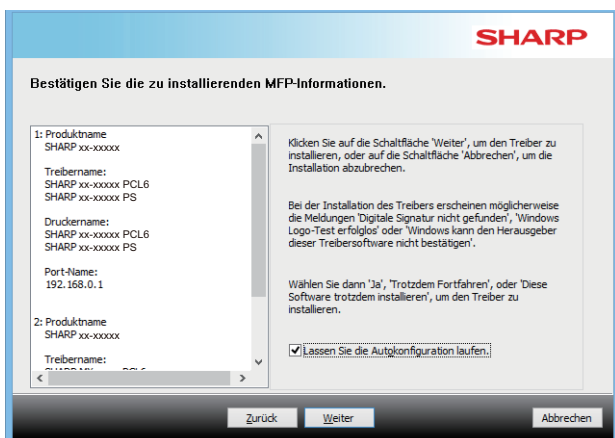 SHARP
Bestätigen Sie die zu installierenden MFP-Informationen.
1: Produktname
SHARP xx-xxxxx
Treibername:
SHARP xx-xxxxx PCL6
SHARP xx-xxxxx PS
Druckername:
SHARP xx-xxxxx PCL6
SHARP xx-xxxxx PS
Port-Name:
192.168.0.1
2: Produktname
SHARP xx-xxxxx
Treibername:
Klicken Sie auf die Schaltfläche 'Weiter', um den Treiber zu
installieren, oder auf die Schaltfläche 'Abbrechen', um die
Installation abzubrechen.
Bei der Installation des Treibers erscheinen möglicherweise
die Meldungen 'Digitale Signatur nicht gefunden', 'Windows
Logo-Test erfolglos' oder 'Windows kann den Herausgeber
dieser Treibersoftware nicht bestätigen'.
Wählen Sie dann 'Ja', 'Trotzdem Fortfahren', oder 'Diese
Software trotzdem installieren', um den Treiber zu
installieren.
Lassen Sie die Autokonfiguration laufen.
Zurück
Weiter
Abbrechen